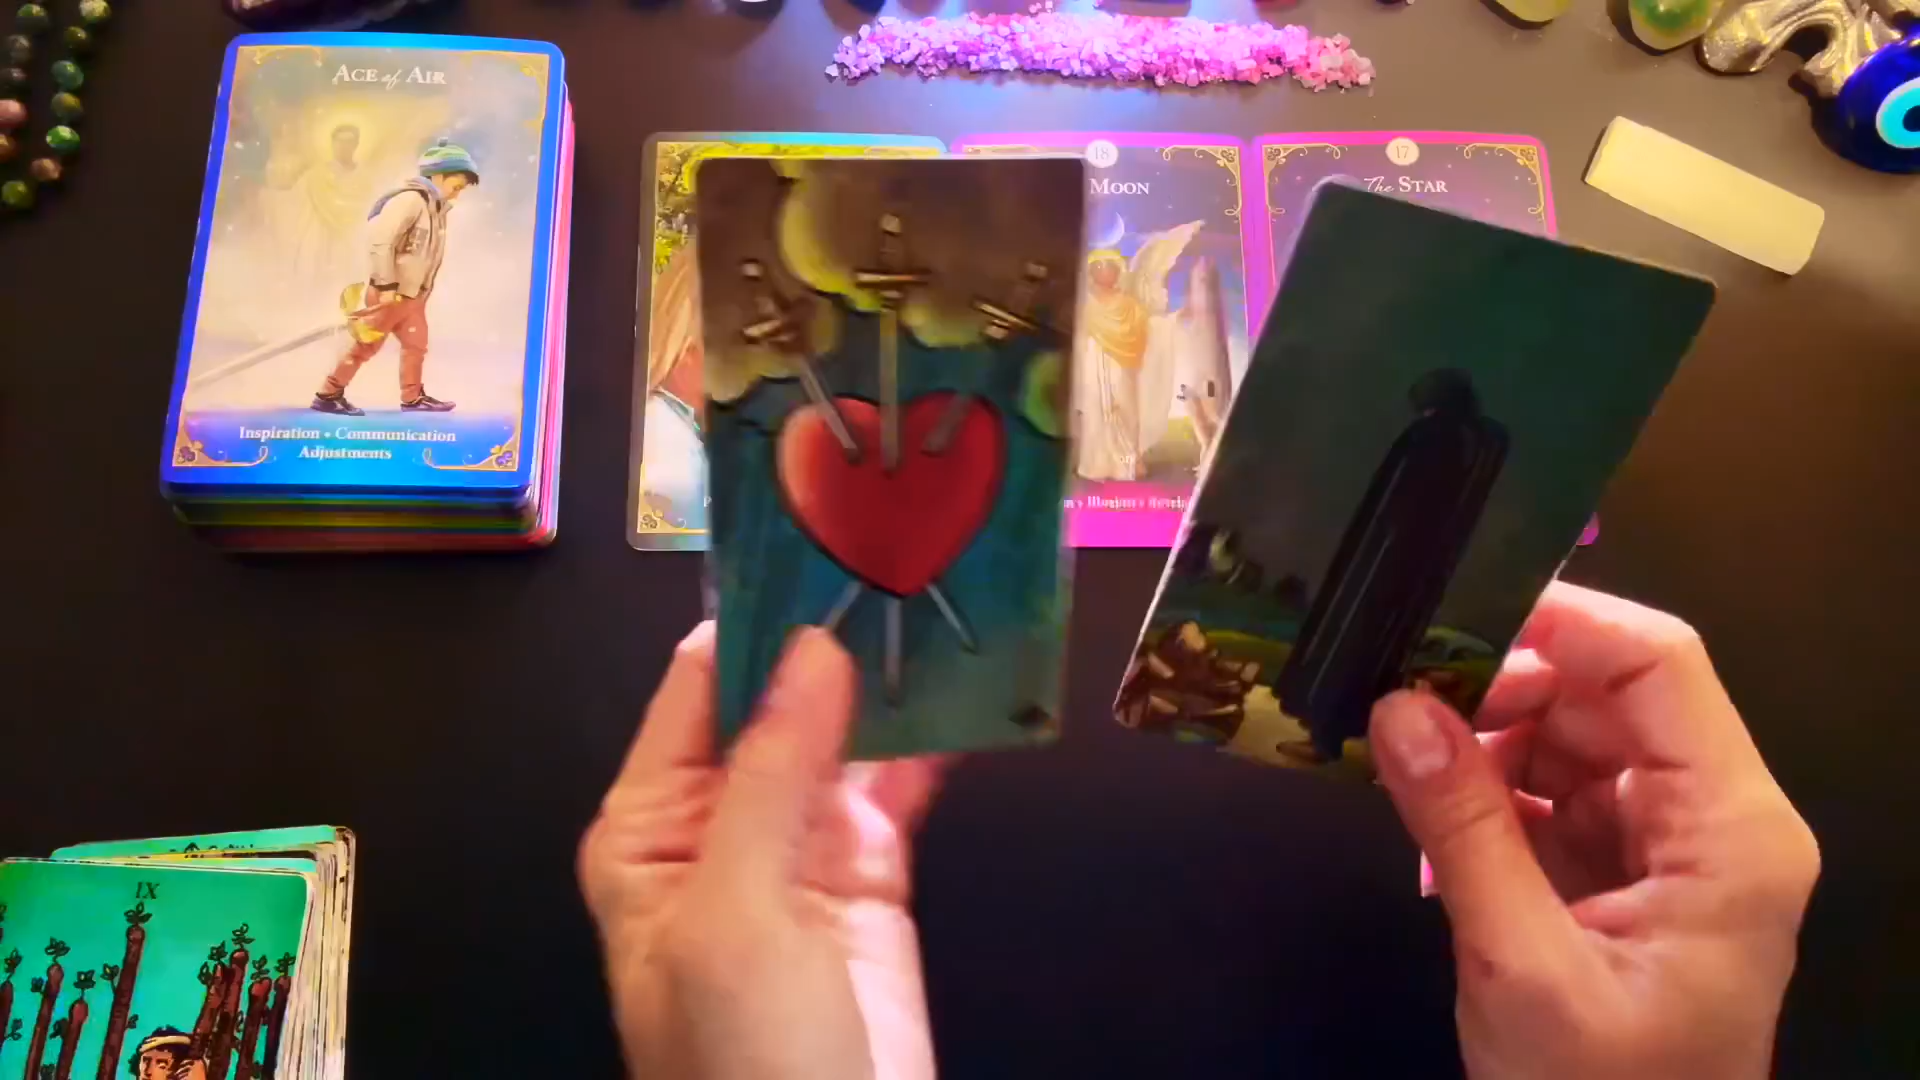 ACE of AIR
Inspiration • Communication
Adjustments
18
MOON
17
The STAR
IX